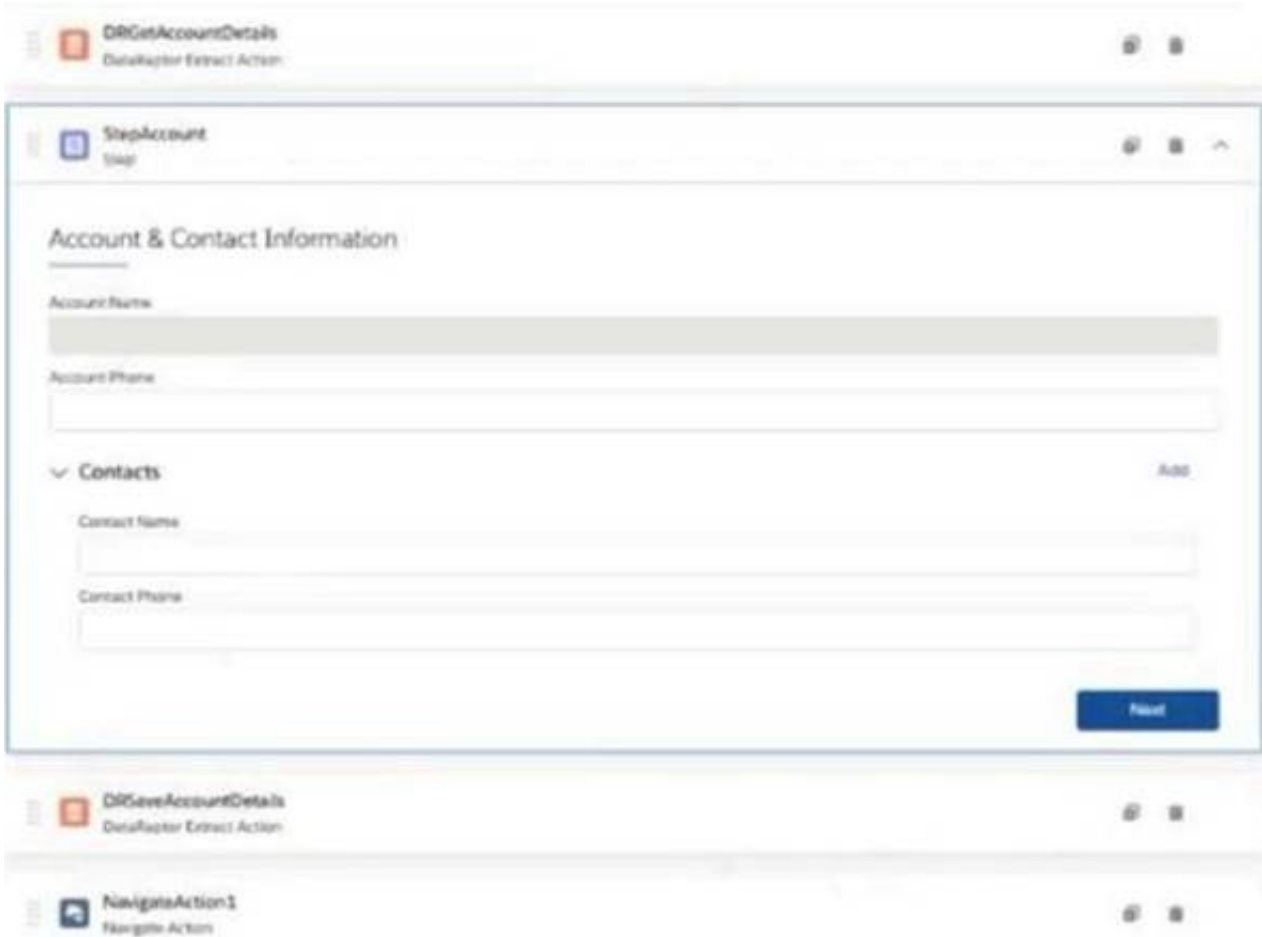 DRGetAccountDetails
DataRaptor Extract Action
StepAccount
Step
Account & Contact Information
Account Name
Account Phone
Contacts
Add
Contact Name
Contact Phone
Next
DRSaveAccountDetails
DataRaptor Extract Action
NavigateAction1
Navigate Action